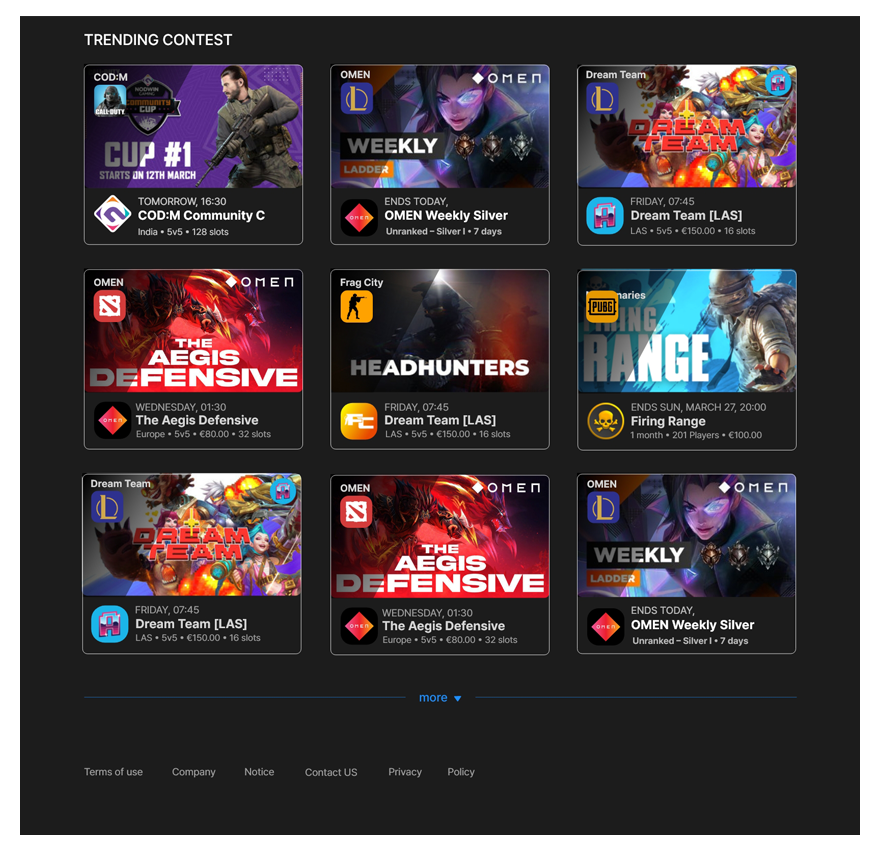 TRENDING CONTEST
COD:M
NODWIN
GAMING
COMMUNITY
CUP
CALL·DUTY
CUP #1
STARTS ON 12TH MARCH
TOMORROW, 16:30
COD:M Community C
India • 5v5 • 128 slots
OMEN
OMEN
WEEKLY
LADDER
OMEN
ENDS TODAY,
OMEN Weekly Silver
Unranked – Silver I • 7 days
Dream Team
DREAM
TEAM
FRIDAY, 07:45
Dream Team [LAS]
LAS • 5v5 • €150.00 • 16 slots
OMEN
OMEN
THE
AEGIS
DEFENSIVE
OMEN
WEDNESDAY, 01:30
The Aegis Defensive
Europe • 5v5 • €80.00 • 32 slots
Frag City
HEADHUNTERS
FC
FRIDAY, 07:45
Dream Team [LAS]
LAS • 5v5 • €150.00 • 16 slots
naries
PUBG
FIRING
RANGE
ENDS SUN, MARCH 27, 20:00
Firing Range
1 month • 201 Players • €100.00
Dream Team
DREAM
TEAM
FRIDAY, 07:45
Dream Team [LAS]
LAS • 5v5 • €150.00 • 16 slots
OMEN
OMEN
THE
AEGIS
DEFENSIVE
OMEN
WEDNESDAY, 01:30
The Aegis Defensive
Europe • 5v5 • €80.00 • 32 slots
OMEN
OMEN
WEEKLY
LADDER
OMEN
ENDS TODAY,
OMEN Weekly Silver
Unranked – Silver I • 7 days
more
Terms of use Company Notice Contact US Privacy Policy